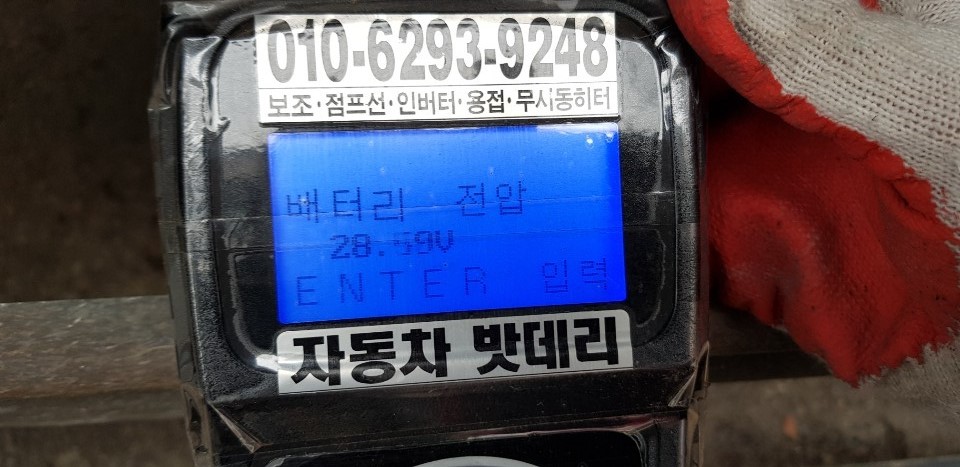 010-6293-9248
보조·점프선·인버터·용접·무시동히터
배터리 전압
28.59V
ENTER 입력
자동차 밧데리